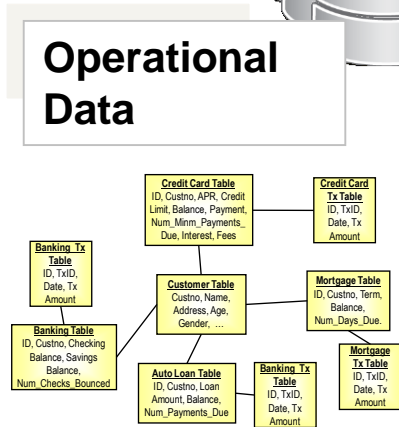 Operational
Data
Credit Card Table
ID, Custno, APR, Credit
Limit, Balance, Payment,
Num_Minm_Payments_
Due, Interest, Fees
Credit Card
Tx Table
ID, TxID,
Date, Tx
Amount
Banking Tx
Table
ID, TxID,
Date, Tx
Amount
Customer Table
Custno, Name,
Address, Age,
Gender, ...
Mortgage Table
ID, Custno, Term,
Balance,
Num_Days_Due.
Banking Table
ID, Custno, Checking
Balance, Savings
Balance,
Num_Checks_Bounced
Auto Loan Table
ID, Custno, Loan
Amount, Balance,
Num_Payments_Due
Banking Tx
Table
ID, TxID,
Date, Tx
Amount
Mortgage
Tx Table
ID, TxID,
Date, Tx
Amount